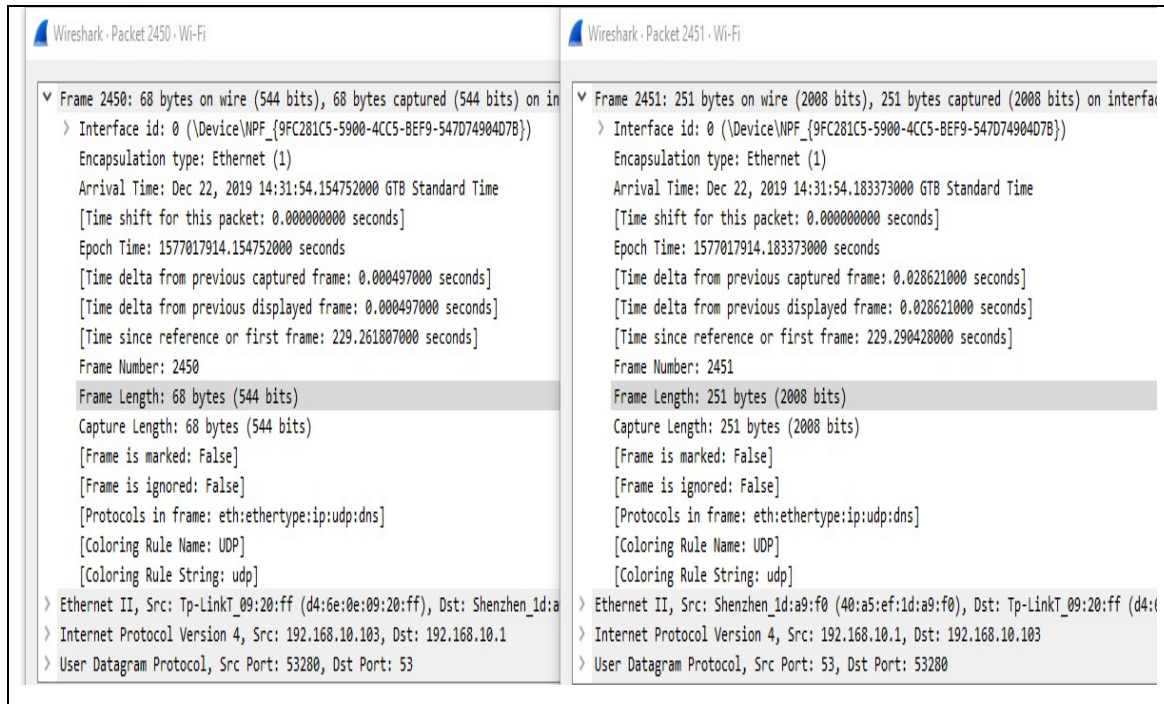 Wireshark · Packet 2450 · Wi-Fi
Frame 2450: 68 bytes on wire (544 bits), 68 bytes captured (544 bits) on in
Interface id: 0 (\Device\NPF_{9FC281C5-5900-4CC5-BEF9-547D74904D7B})
Encapsulation type: Ethernet (1)
Arrival Time: Dec 22, 2019 14:31:54.154752000 GTB Standard Time
[Time shift for this packet: 0.000000000 seconds]
Epoch Time: 1577017914.154752000 seconds
[Time delta from previous captured frame: 0.000497000 seconds]
[Time delta from previous displayed frame: 0.000497000 seconds]
[Time since reference or first frame: 229.261807000 seconds]
Frame Number: 2450
Frame Length: 68 bytes (544 bits)
Capture Length: 68 bytes (544 bits)
[Frame is marked: False]
[Frame is ignored: False]
[Protocols in frame: eth:ethertype:ip:udp:dns]
[Coloring Rule Name: UDP]
[Coloring Rule String: udp]
Ethernet II, Src: Tp-LinkT_09:20:ff (d4:6e:0e:09:20:ff), Dst: Shenzhen_1d:a
Internet Protocol Version 4, Src: 192.168.10.103, Dst: 192.168.10.1
User Datagram Protocol, Src Port: 53280, Dst Port: 53
Wireshark · Packet 2451 · Wi-Fi
Frame 2451: 251 bytes on wire (2008 bits), 251 bytes captured (2008 bits) on interfac
Interface id: 0 (\Device\NPF_{9FC281C5-5900-4CC5-BEF9-547D74904D7B})
Encapsulation type: Ethernet (1)
Arrival Time: Dec 22, 2019 14:31:54.183373000 GTB Standard Time
[Time shift for this packet: 0.000000000 seconds]
Epoch Time: 1577017914.183373000 seconds
[Time delta from previous captured frame: 0.028621000 seconds]
[Time delta from previous displayed frame: 0.028621000 seconds]
[Time since reference or first frame: 229.290428000 seconds]
Frame Number: 2451
Frame Length: 251 bytes (2008 bits)
Capture Length: 251 bytes (2008 bits)
[Frame is marked: False]
[Frame is ignored: False]
[Protocols in frame: eth:ethertype:ip:udp:dns]
[Coloring Rule Name: UDP]
[Coloring Rule String: udp]
Ethernet II, Src: Shenzhen_1d:a9:f0 (40:a5:ef:1d:a9:f0), Dst: Tp-LinkT_09:20:ff (d4:6
Internet Protocol Version 4, Src: 192.168.10.1, Dst: 192.168.10.103
User Datagram Protocol, Src Port: 53, Dst Port: 53280